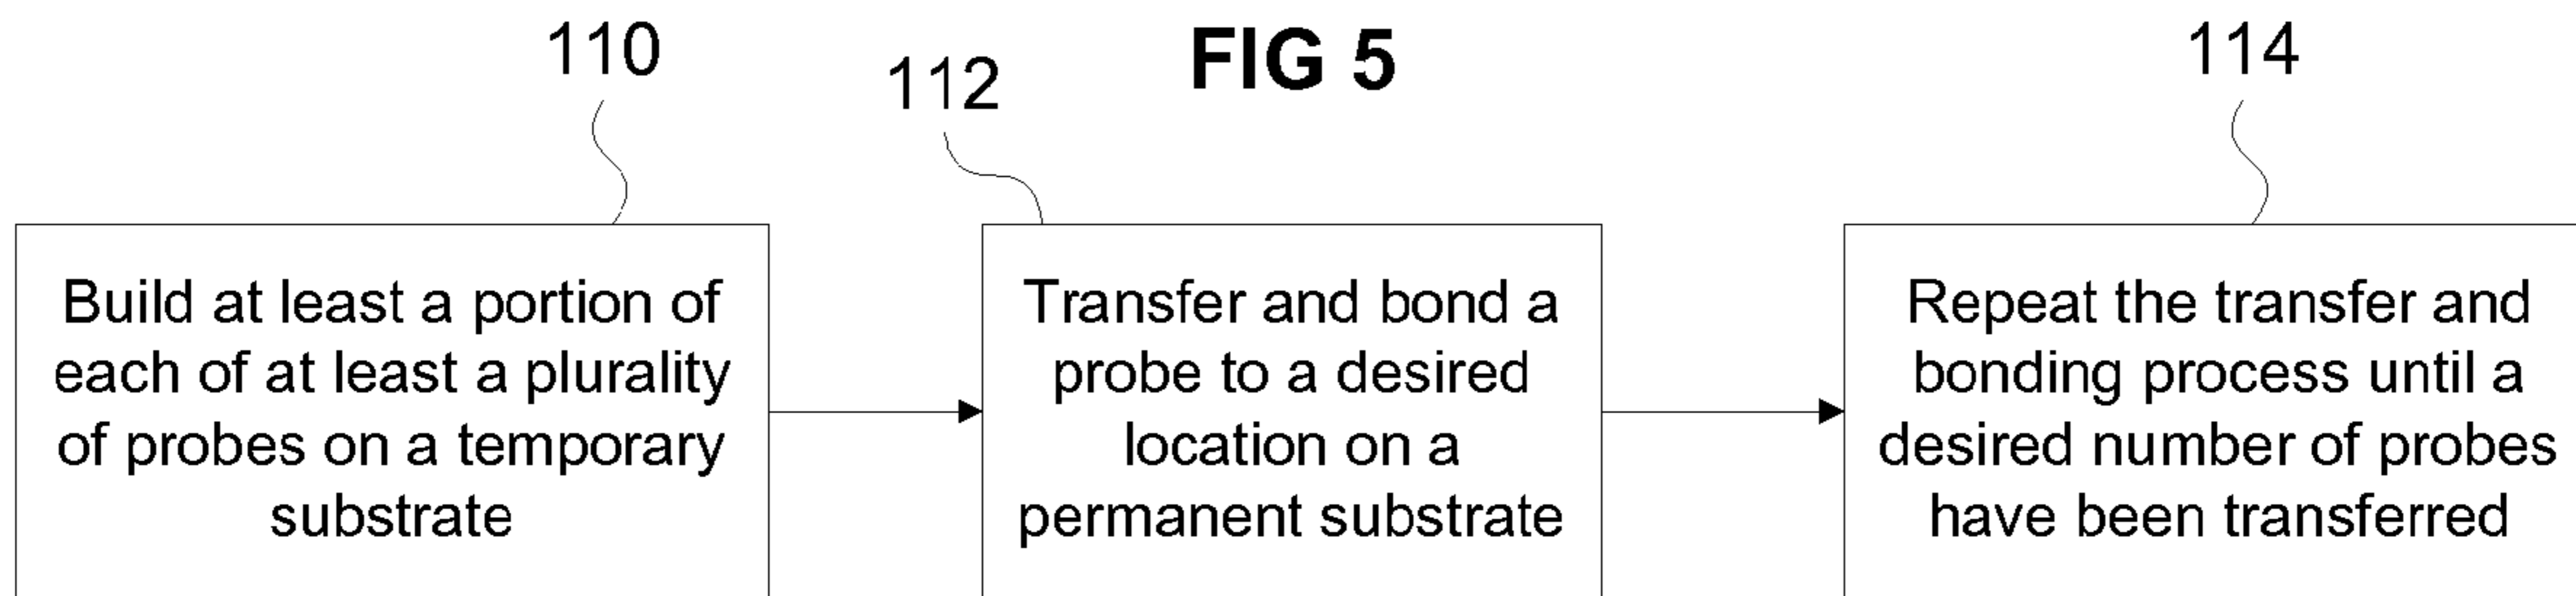 110
112
FIG 5
114
Build at least a portion of
each of at least a plurality
of probes on a temporary
substrate
Transfer and bond a
probe to a desired
location on a
permanent substrate
Repeat the transfer and
bonding process until a
desired number of probes
have been transferred